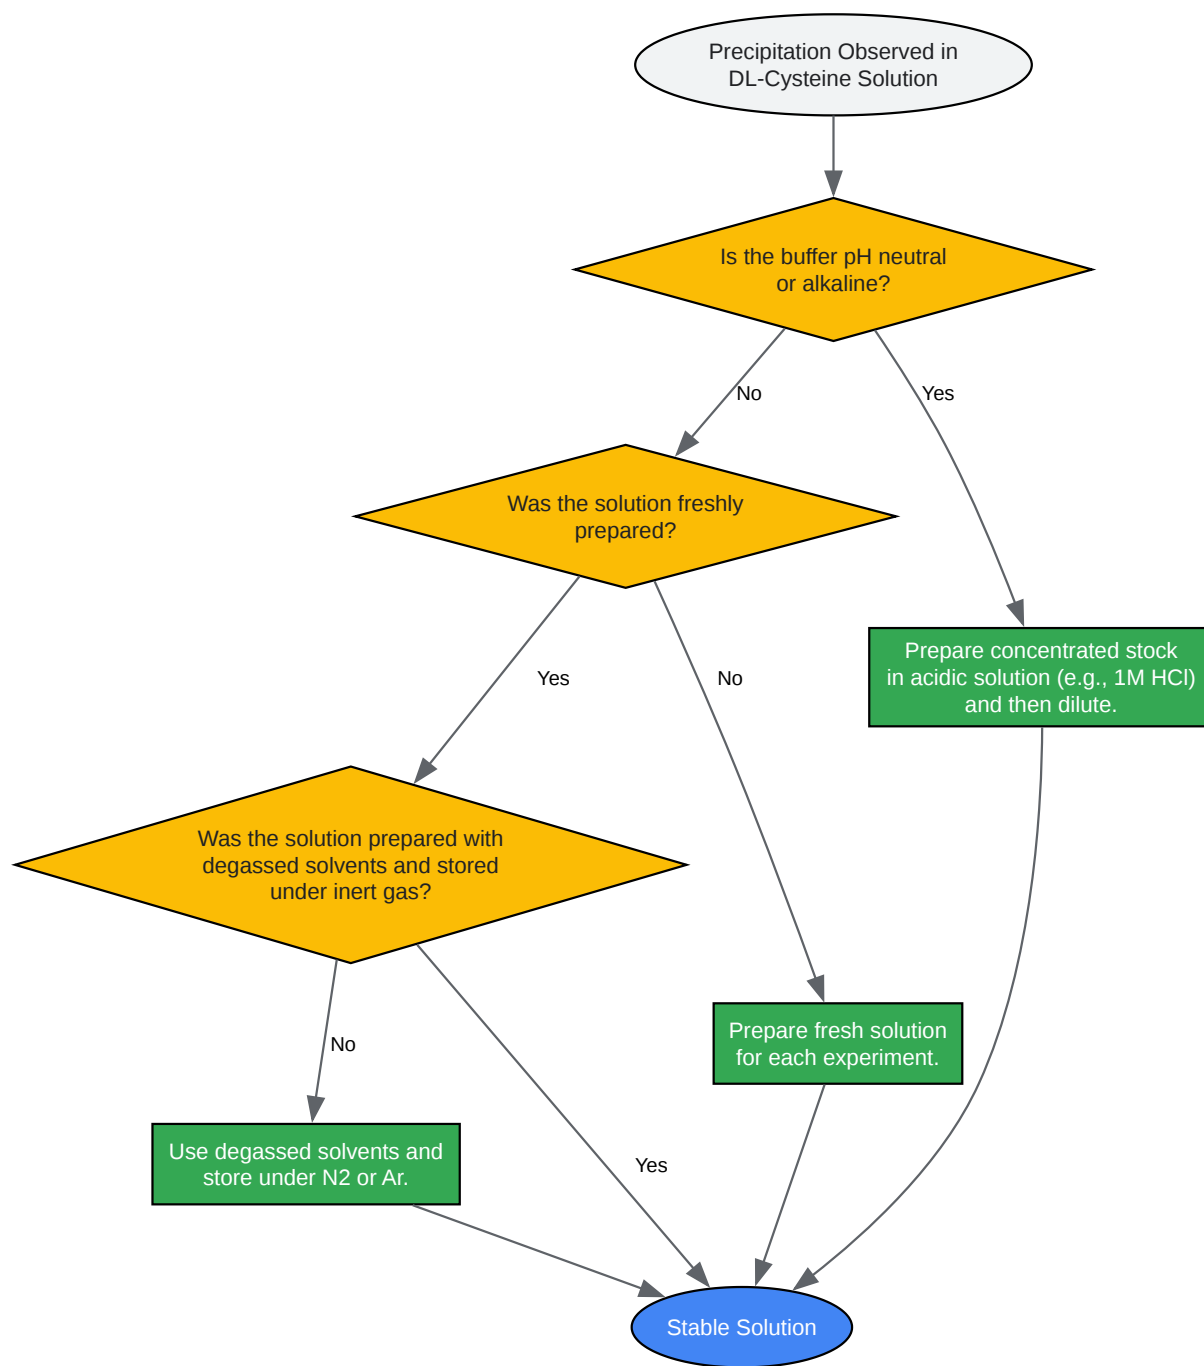 Precipitation Observed in
DL-Cysteine Solution
Is the buffer pH neutral
or alkaline?
No
Yes
Was the solution freshly
prepared?
Prepare concentrated stock
in acidic solution (e.g., 1M HCl)
and then dilute.
Yes
No
Was the solution prepared with
degassed solvents and stored
under inert gas?
Prepare fresh solution
for each experiment.
No
Use degassed solvents and
store under N2 or Ar.
Yes
Stable Solution